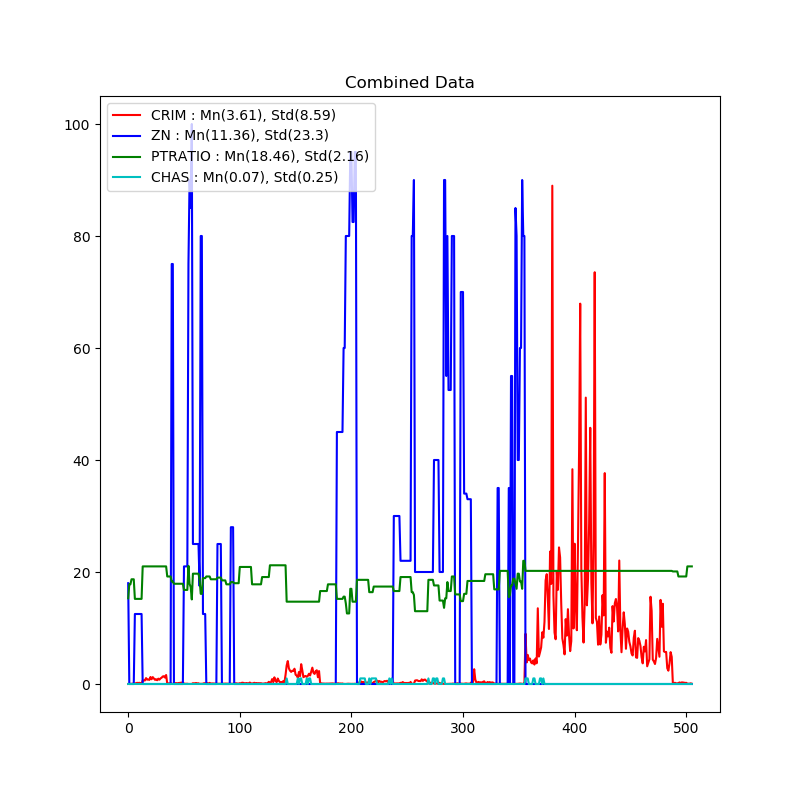 Combined Data
CRIM : Mn(3.61), Std(8.59)
ZN : Mn(11.36), Std(23.3)
PTRATIO : Mn(18.46), Std(2.16)
CHAS : Mn(0.07), Std(0.25)
100
80
60
40
20
0
0 100 200 300 400 500